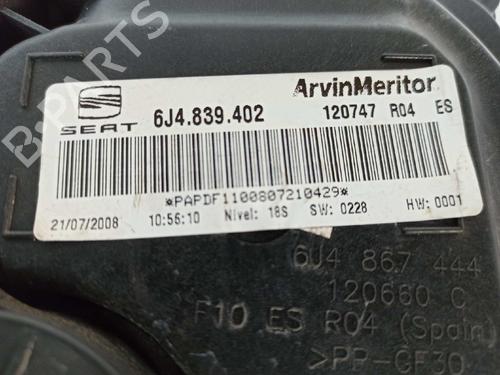 SEAT
6J4.839.402
ArvinMeritor
120747 R04 ES
*PAPDF1100807210429*
21/07/2008 10:56:10 Nivel: 18S SW: 0228 HW: 0001
6J4 867 444
120660 C
F10 ES R04 (Spain)
>PP-GF30
B-PARTS